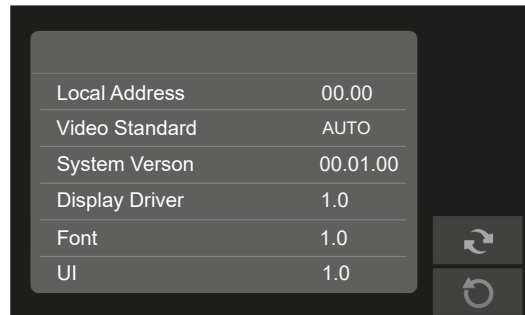 Local Address 00.00
Video Standard AUTO
System Verson 00.01.00
Display Driver 1.0
Font 1.0
UI 1.0